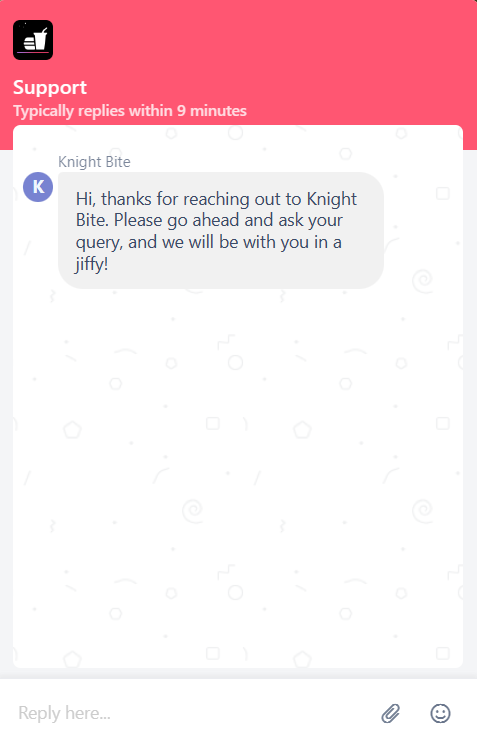 Support
Typically replies within 9 minutes
Knight Bite
K
Hi, thanks for reaching out to Knight
Bite. Please go ahead and ask your
query, and we will be with you in a
jiffy!
Reply here...